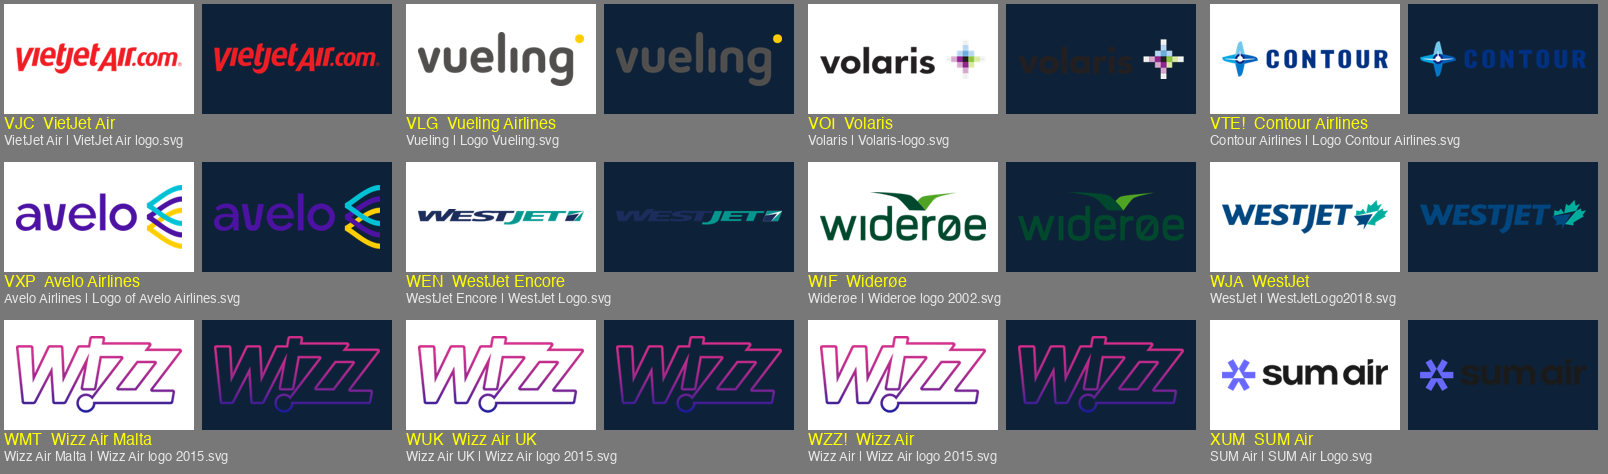 vietjetAir.com vietjetAir.com vueling vueling volaris volaris CONTOUR CONTOUR
VJC VietJet Air VLG Vueling Airlines VOI Volaris VTE! Contour Airlines
VietJet Air | VietJet Air logo.svg Vueling | Logo Vueling.svg Volaris | Volaris-logo.svg Contour Airlines | Logo Contour Airlines.svg
avelo avelo WESTJET WESTJET widerøe widerøe WESTJET WESTJET
VXP Avelo Airlines WEN WestJet Encore WIF Widerøe WJA WestJet
Avelo Airlines | Logo of Avelo Airlines.svg WestJet Encore | WestJet Logo.svg Widerøe | Wideroe logo 2002.svg WestJet | WestJetLogo2018.svg
Wizz Wizz Wizz Wizz Wizz Wizz sum air sum air
WMT Wizz Air Malta WUK Wizz Air UK WZZ! Wizz Air XUM SUM Air
Wizz Air Malta | Wizz Air logo 2015.svg Wizz Air UK | Wizz Air logo 2015.svg Wizz Air | Wizz Air logo 2015.svg SUM Air | SUM Air Logo.svg